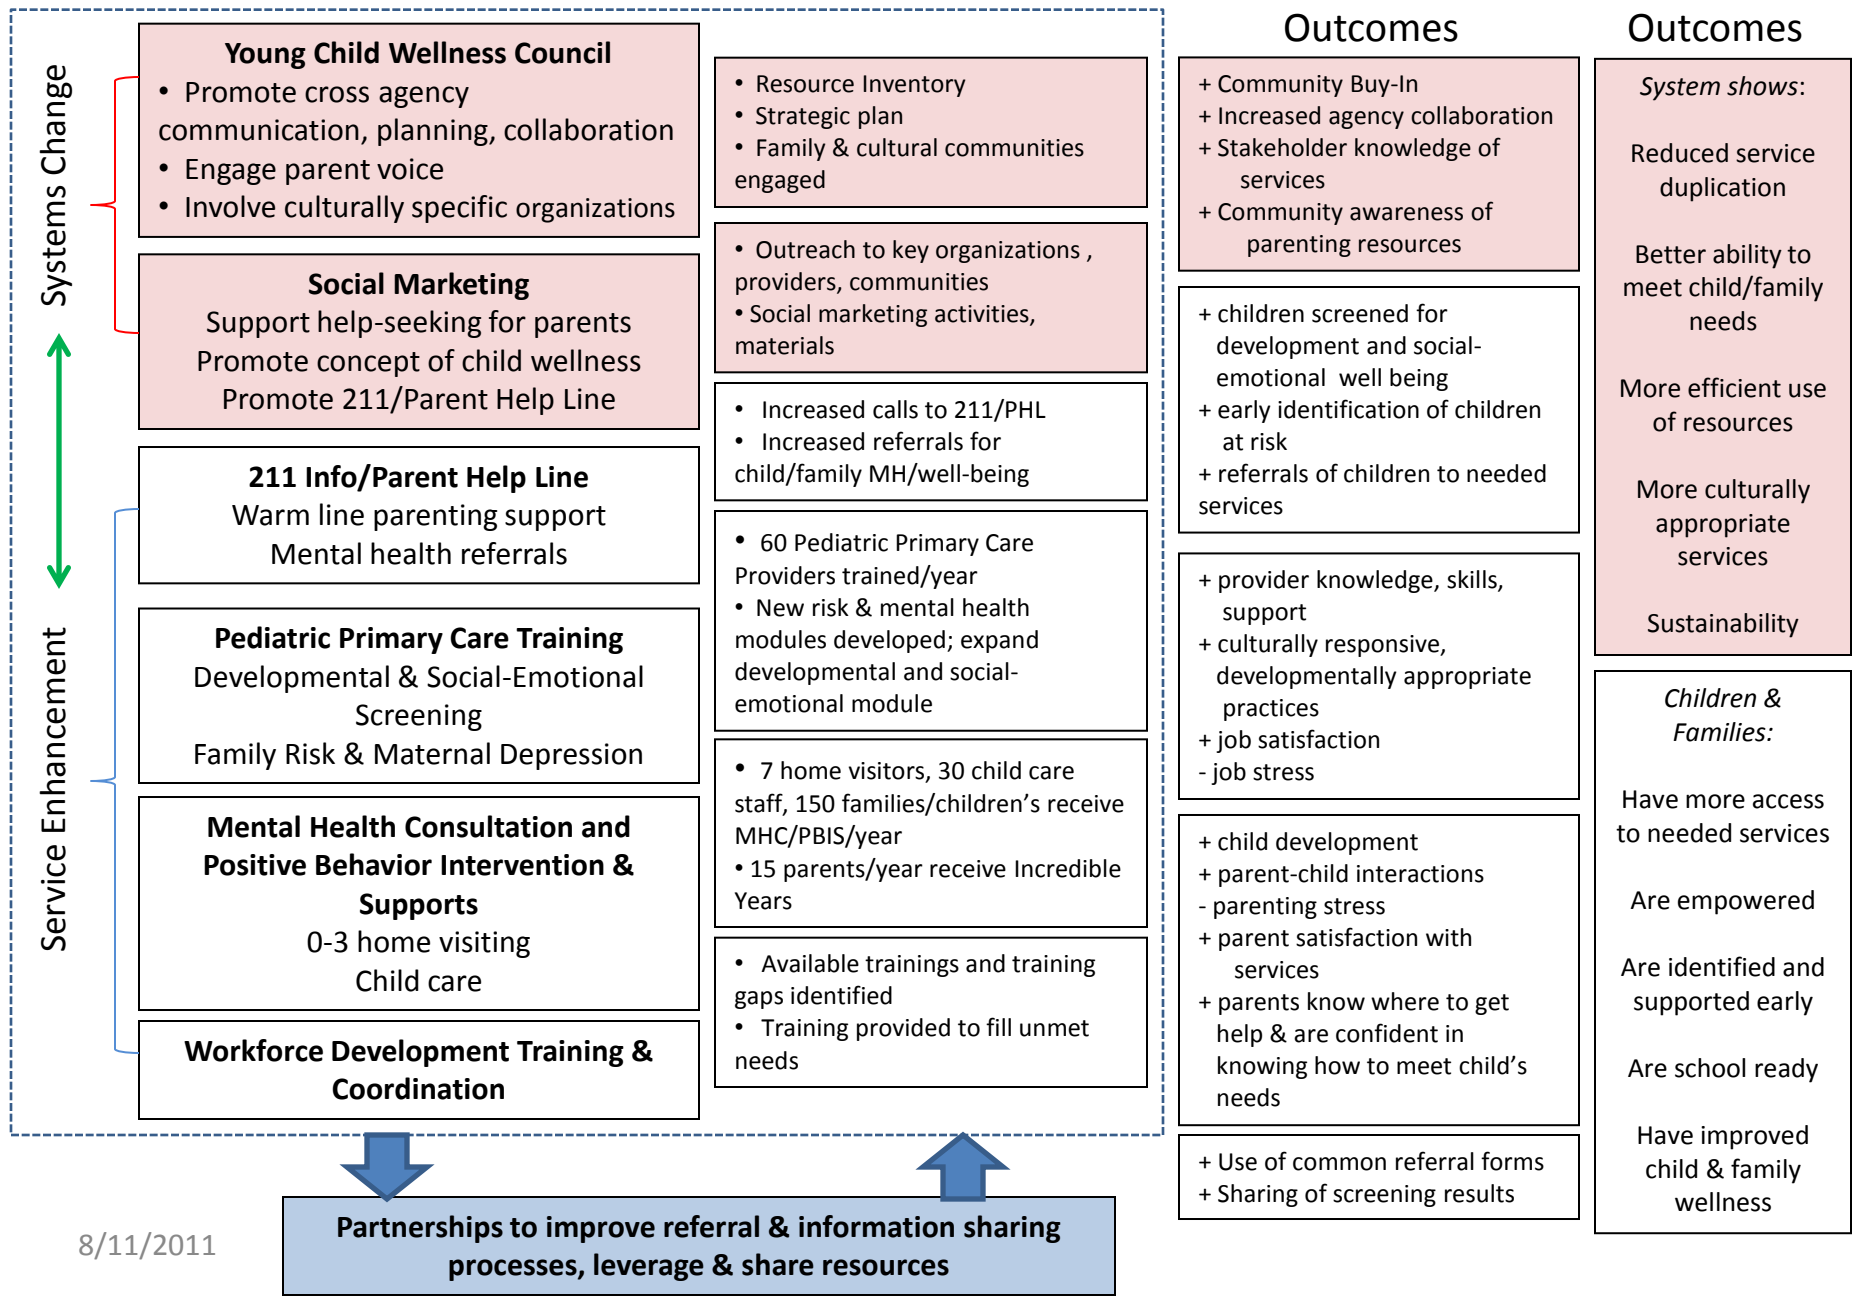 Systems Change
Service Enhancement
Young Child Wellness Council
• Promote cross agency
communication, planning, collaboration
• Engage parent voice
• Involve culturally specific organizations
Social Marketing
Support help-seeking for parents
Promote concept of child wellness
Promote 211/Parent Help Line
211 Info/Parent Help Line
Warm line parenting support
Mental health referrals
Pediatric Primary Care Training
Developmental & Social-Emotional
Screening
Family Risk & Maternal Depression
Mental Health Consultation and
Positive Behavior Intervention &
Supports
0-3 home visiting
Child care
Workforce Development Training &
Coordination
• Resource Inventory
• Strategic plan
• Family & cultural communities
engaged
• Outreach to key organizations ,
providers, communities
• Social marketing activities,
materials
• Increased calls to 211/PHL
• Increased referrals for
child/family MH/well-being
• 60 Pediatric Primary Care
Providers trained/year
• New risk & mental health
modules developed; expand
developmental and social-
emotional module
• 7 home visitors, 30 child care
staff, 150 families/children's receive
MHC/PBIS/year
• 15 parents/year receive Incredible
Years
• Available trainings and training
gaps identified
• Training provided to fill unmet
needs
Outcomes
+ Community Buy-In
+ Increased agency collaboration
+ Stakeholder knowledge of
services
+ Community awareness of
parenting resources
+ children screened for
development and social-
emotional well being
+ early identification of children
at risk
+ referrals of children to needed
services
+ provider knowledge, skills,
support
+ culturally responsive,
developmentally appropriate
practices
+ job satisfaction
- job stress
+ child development
+ parent-child interactions
- parenting stress
+ parent satisfaction with
services
+ parents know where to get
help & are confident in
knowing how to meet child's
needs
+ Use of common referral forms
+ Sharing of screening results
Outcomes
System shows:
Reduced service
duplication
Better ability to
meet child/family
needs
More efficient use
of resources
More culturally
appropriate
services
Sustainability
Children &
Families:
Have more access
to needed services
Are empowered
Are identified and
supported early
Are school ready
Have improved
child & family
wellness
Partnerships to improve referral & information sharing
processes, leverage & share resources
8/11/2011